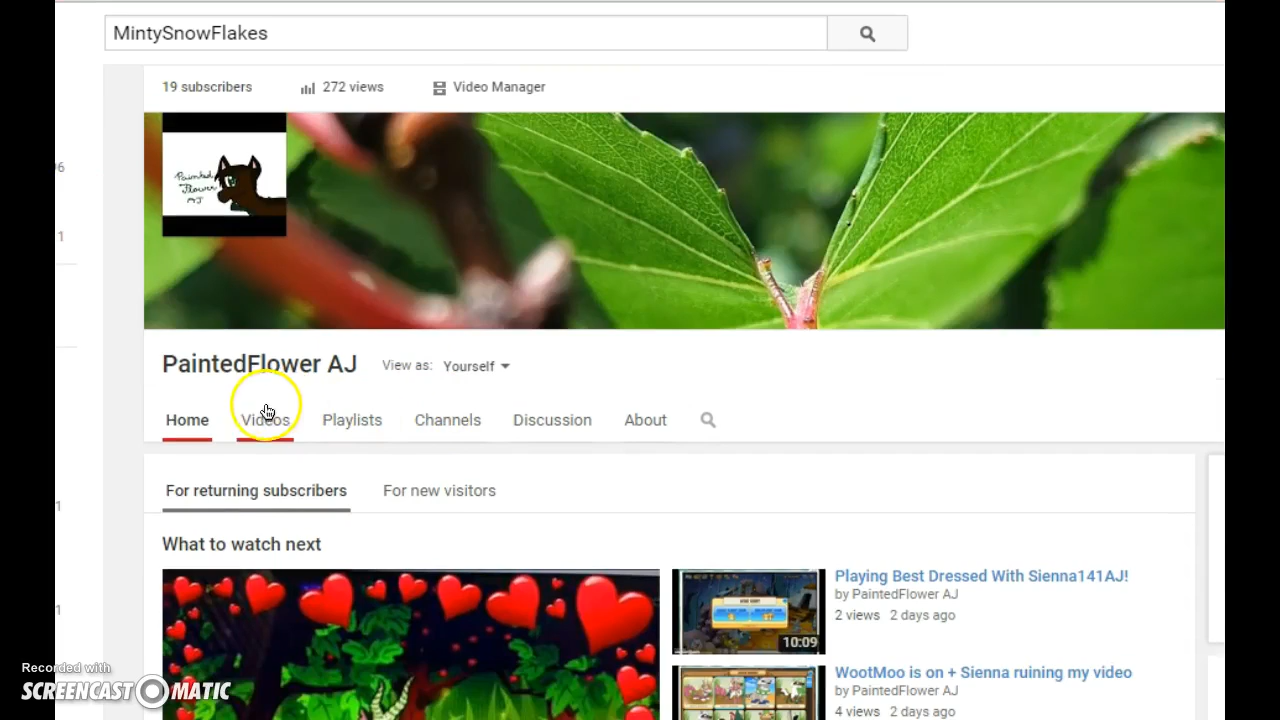 MintySnowFlakes
19 subscribers 272 views Video Manager
Painted
Flower
AJ
PaintedFlower AJ View as: Yourself
Home Videos Playlists Channels Discussion About
For returning subscribers For new visitors
What to watch next
Playing Best Dressed With Sienna141AJ!
by PaintedFlower AJ
2 views 2 days ago
10:09
WootMoo is on + Sienna ruining my video
by PaintedFlower AJ
4 views 2 days ago
Recorded with
SCREENCAST MATIC